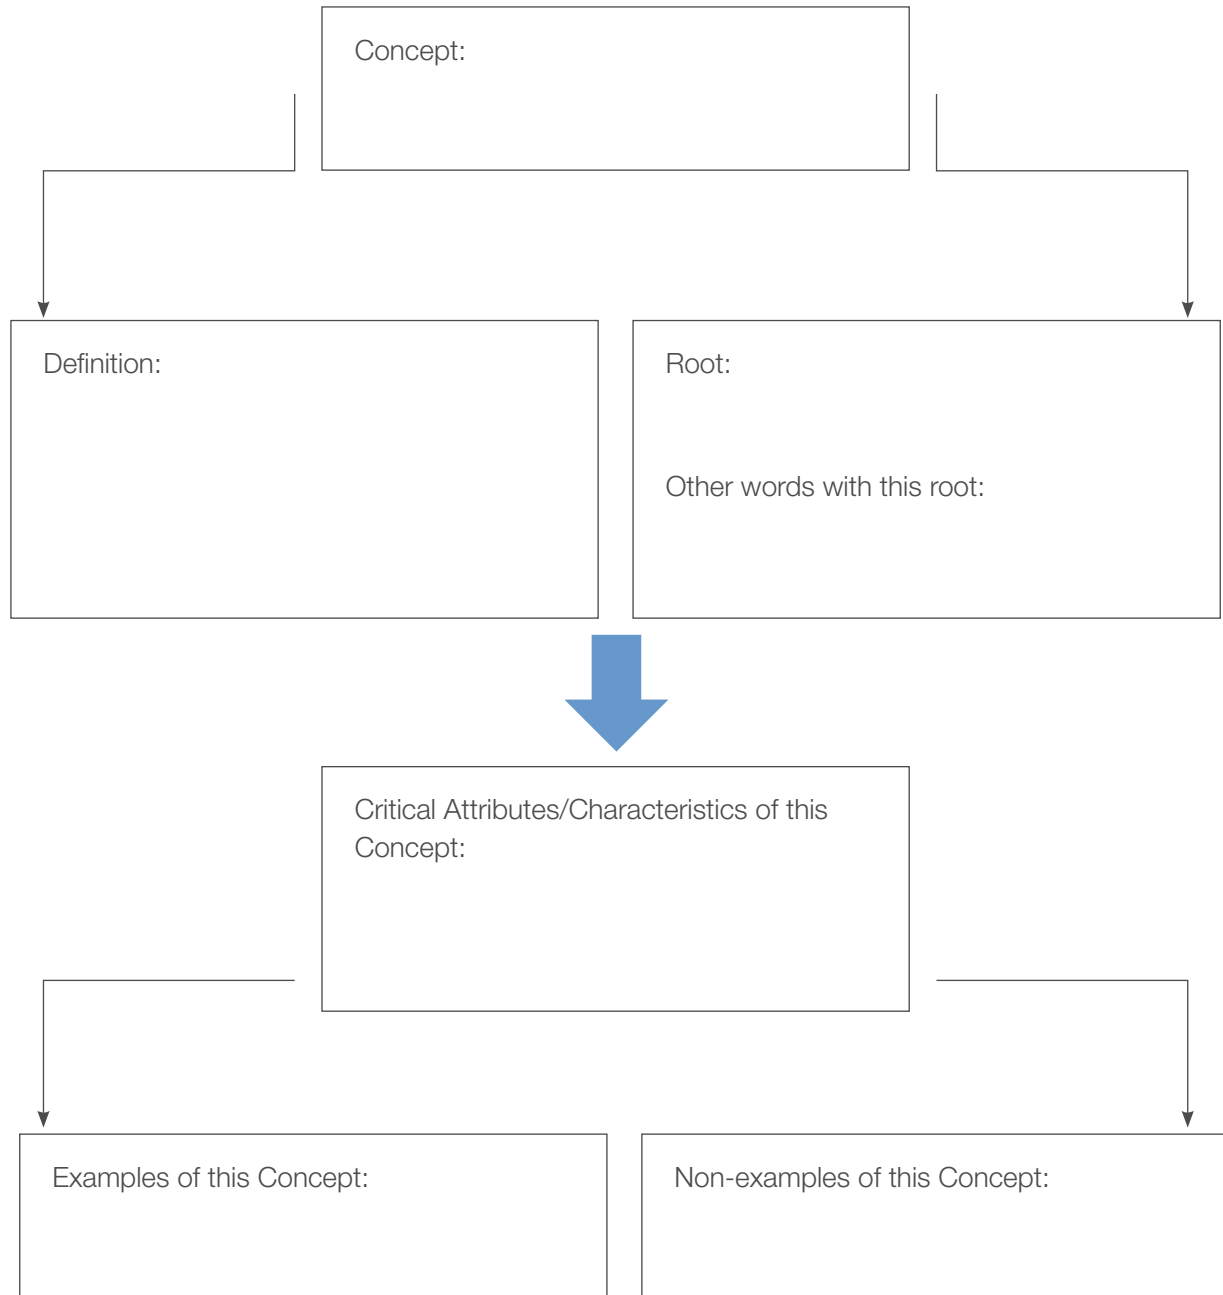 Concept:
Definition:
Root:
Other words with this root:
Critical Attributes/Characteristics of this
Concept:
Examples of this Concept:
Non-examples of this Concept: